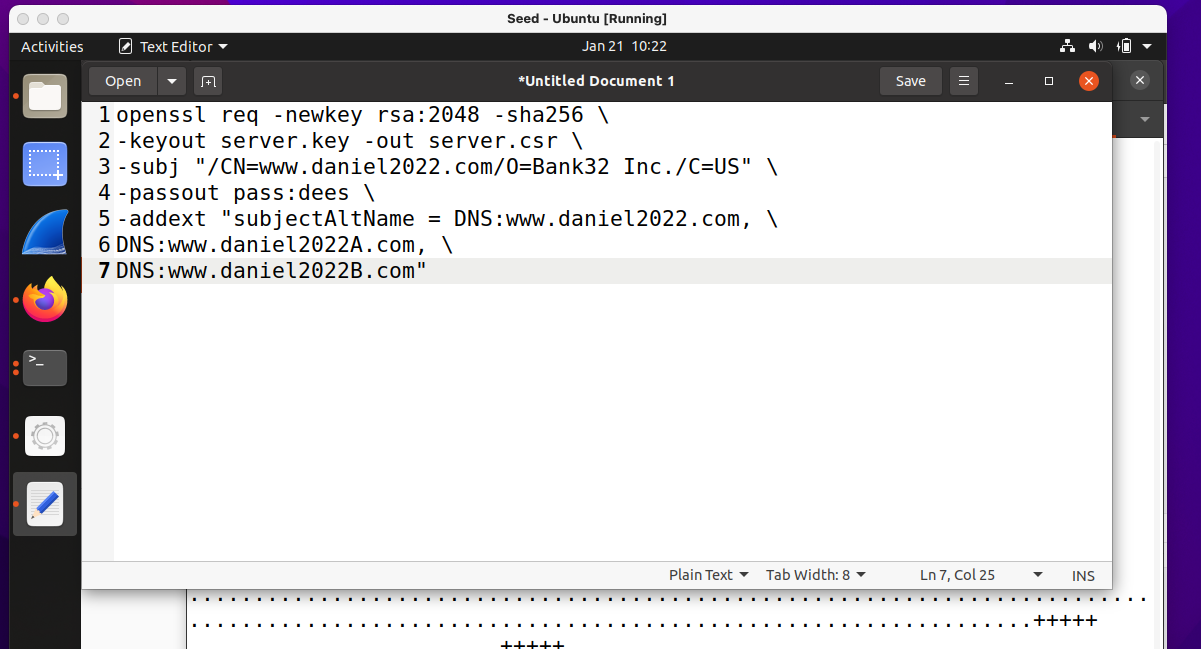 Seed - Ubuntu [Running]
Activities Text Editor Jan 21 10:22
Open *Untitled Document 1 Save
1 openssl req -newkey rsa:2048 -sha256 \
2 -keyout server.key -out server.csr \
3 -subj "/CN=www.daniel2022.com/O=Bank32 Inc./C=US" \
4 -passout pass:dees \
5 -addext "subjectAltName = DNS:www.daniel2022.com, \
6 DNS:www.daniel2022A.com, \
7 DNS:www.daniel2022B.com"
>_
Plain Text Tab Width: 8 Ln 7, Col 25 INS
..........................................................................
.................................................................+++++
+++++